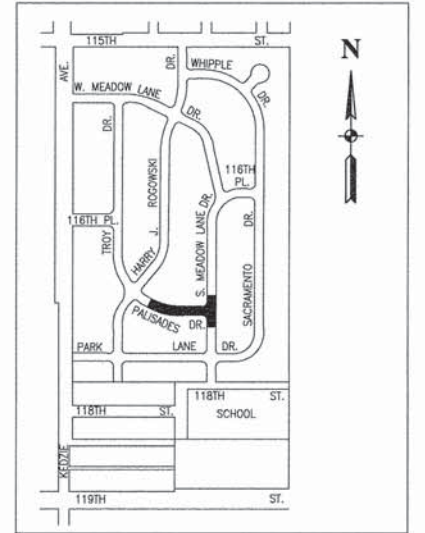 115TH ST.
N
AVE.
DR.
WHIPPLE DR.
W. MEADOW LANE DR.
DR.
116TH PL.
ROGOWSKI
HARRY J.
116TH PL.
TROY
S. MEADOW LANE DR.
SACRAMENTO DR.
PALISADES DR.
PARK LANE DR.
118TH ST.
118TH ST.
SCHOOL
KEDZIE
119TH ST.